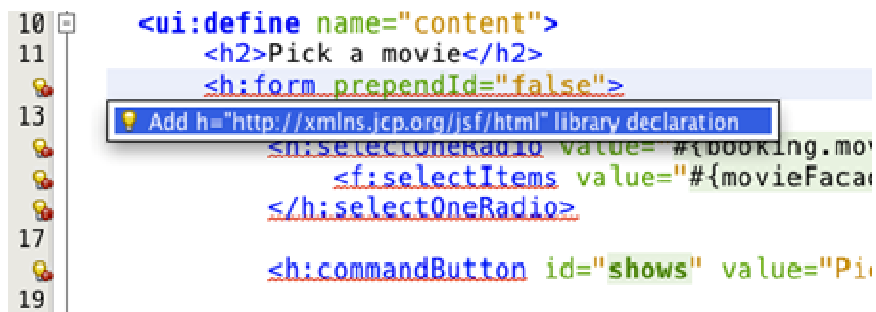 10 <ui:define name="content">
11 <h2>Pick a movie</h2>
<h:form prependId="false">
13
Add h="http://xmlns.jcp.org/jsf/html" library declaration
<h:selectOneRadio value="#{booking.mov
<f:selectItems value="#{movieFacad
</h:selectOneRadio>
17
<h:commandButton id="shows" value="Pi
19